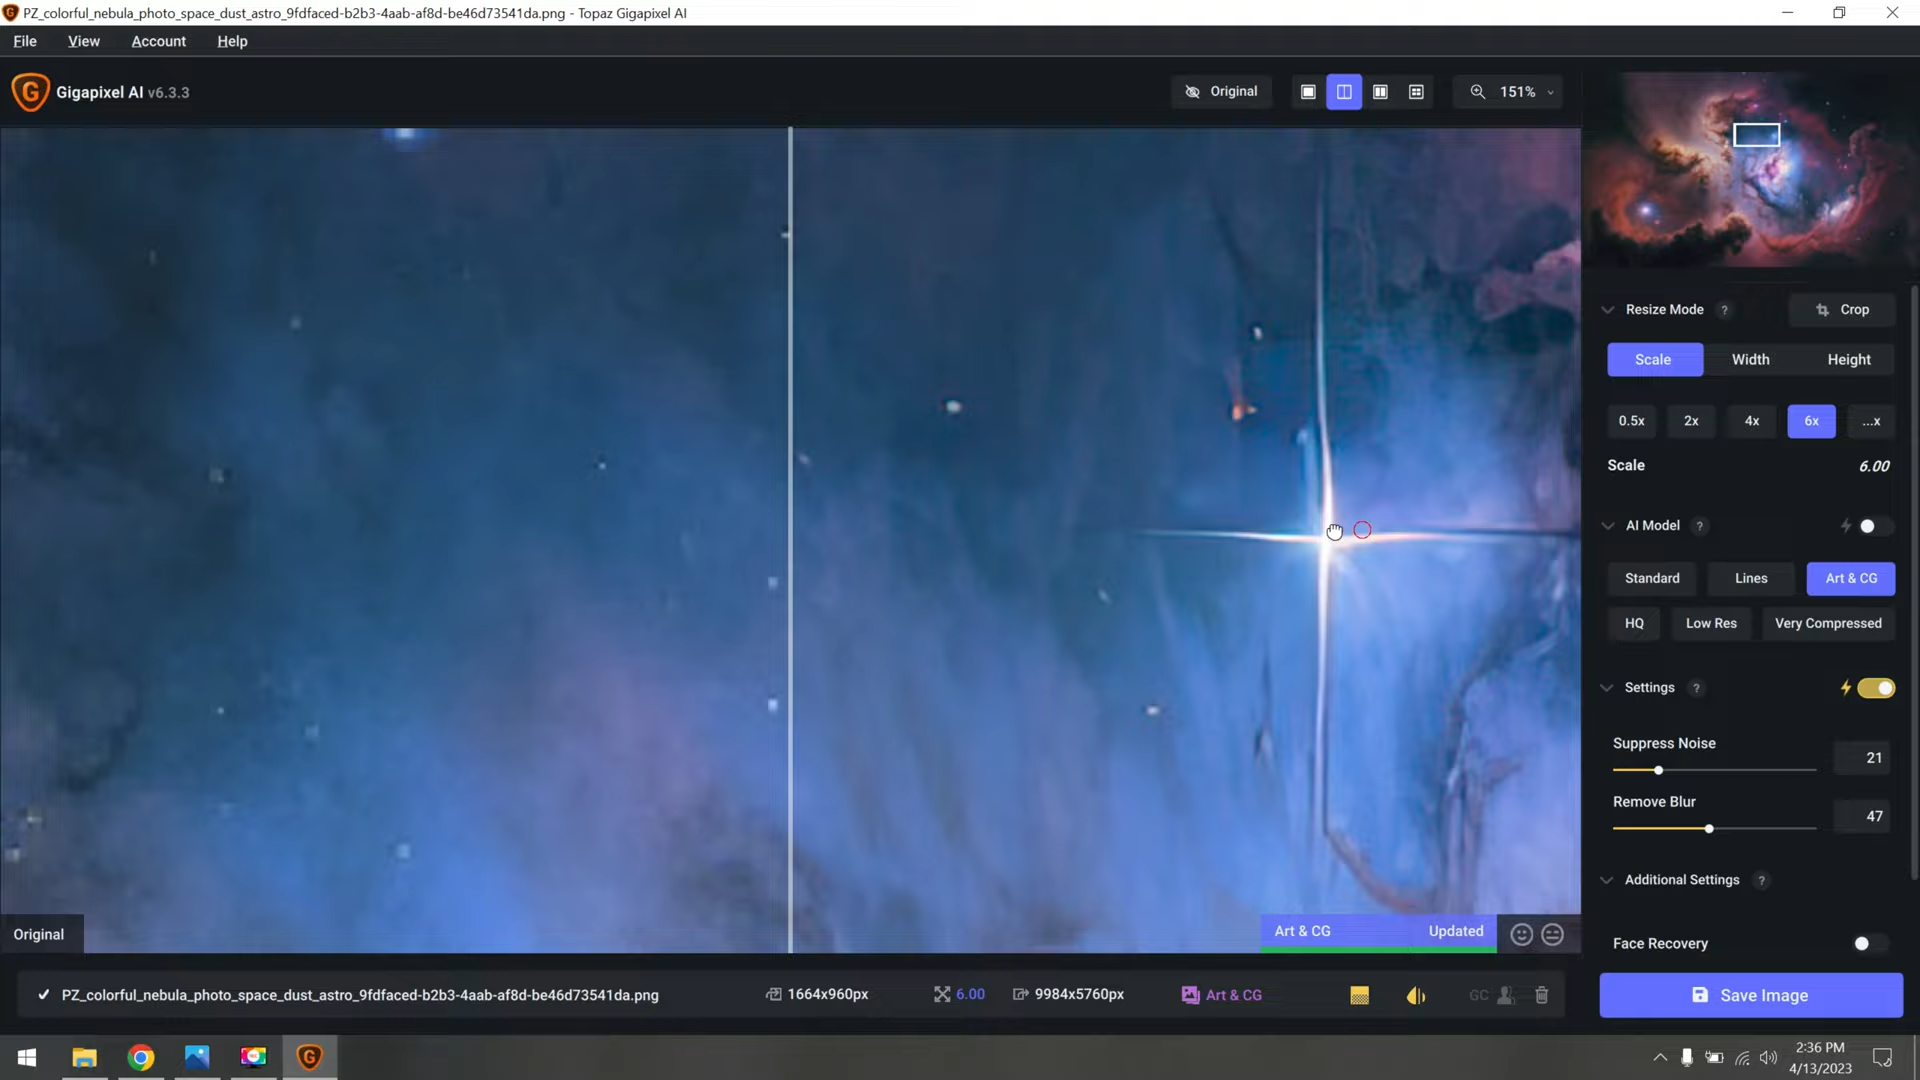 PZ_colorful_nebula_photo_space_dust_astro_9fdfaced-b2b3-4aab-af8d-be46d73541da.png - Topaz Gigapixel AI
File View Account Help
Gigapixel AI v6.3.3
Original
151%
Resize Mode ? Crop
Scale Width Height
0.5x 2x 4x 6x ...x
Scale 6.00
AI Model ?
Standard Lines Art & CG
HQ Low Res Very Compressed
Settings ?
Suppress Noise
21
Remove Blur
47
Additional Settings ?
Original
Art & CG Updated
Face Recovery
PZ_colorful_nebula_photo_space_dust_astro_9fdfaced-b2b3-4aab-af8d-be46d73541da.png 1664x960px 6.00 9984x5760px Art & CG GC
Save Image
2:36 PM
4/13/2023